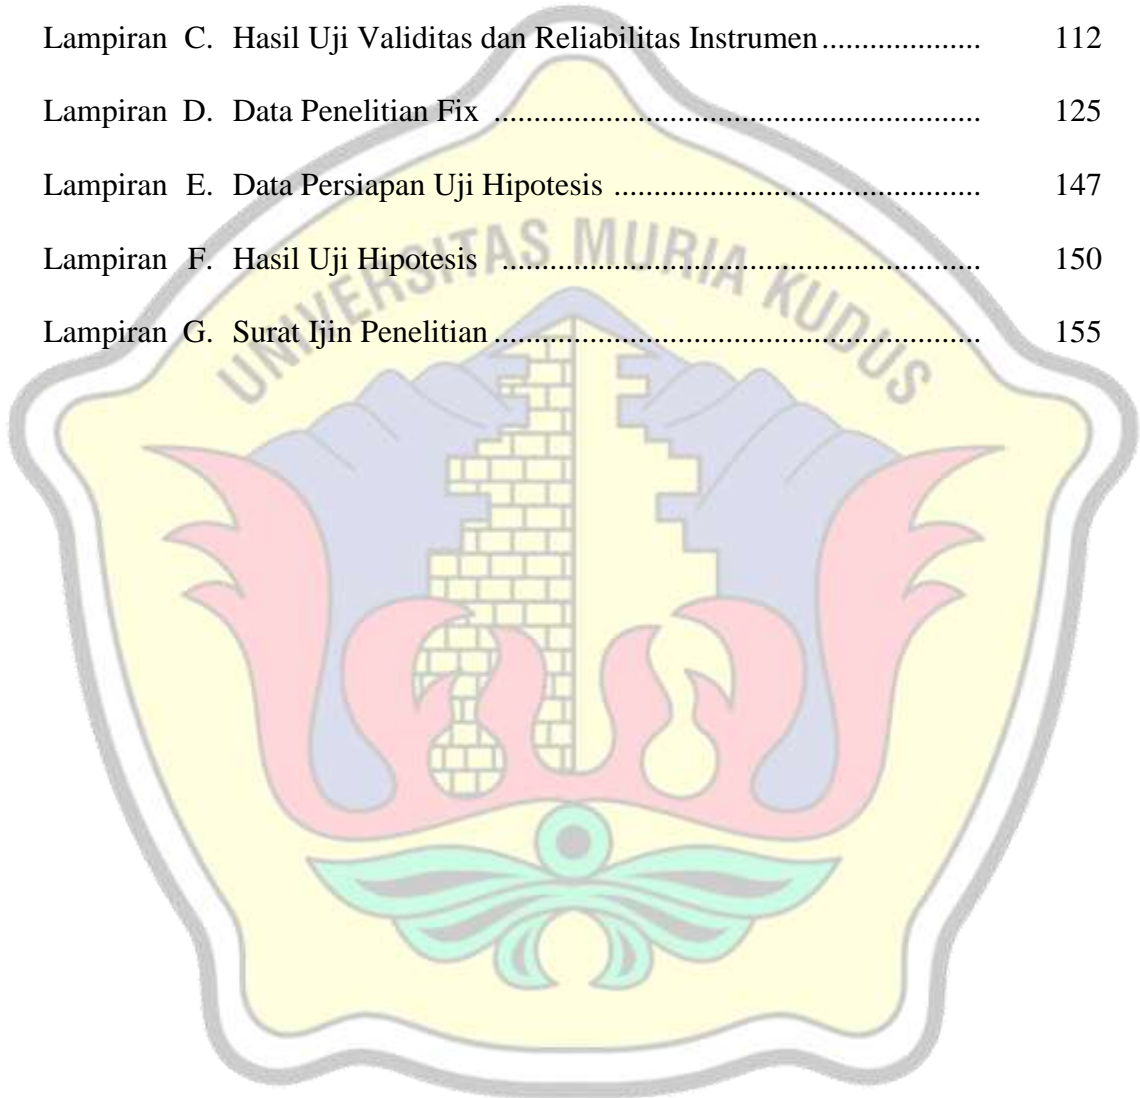 Lampiran C. Hasil Uji Validitas dan Reliabilitas Instrumen.................... 112
Lampiran D. Data Penelitian Fix .............................................................. 125
Lampiran E. Data Persiapan Uji Hipotesis ............................................... 147
Lampiran F. Hasil Uji Hipotesis ............................................................. 150
Lampiran G. Surat Ijin Penelitian .............................................................. 155
UNIVERSITAS MURIA KUDUS